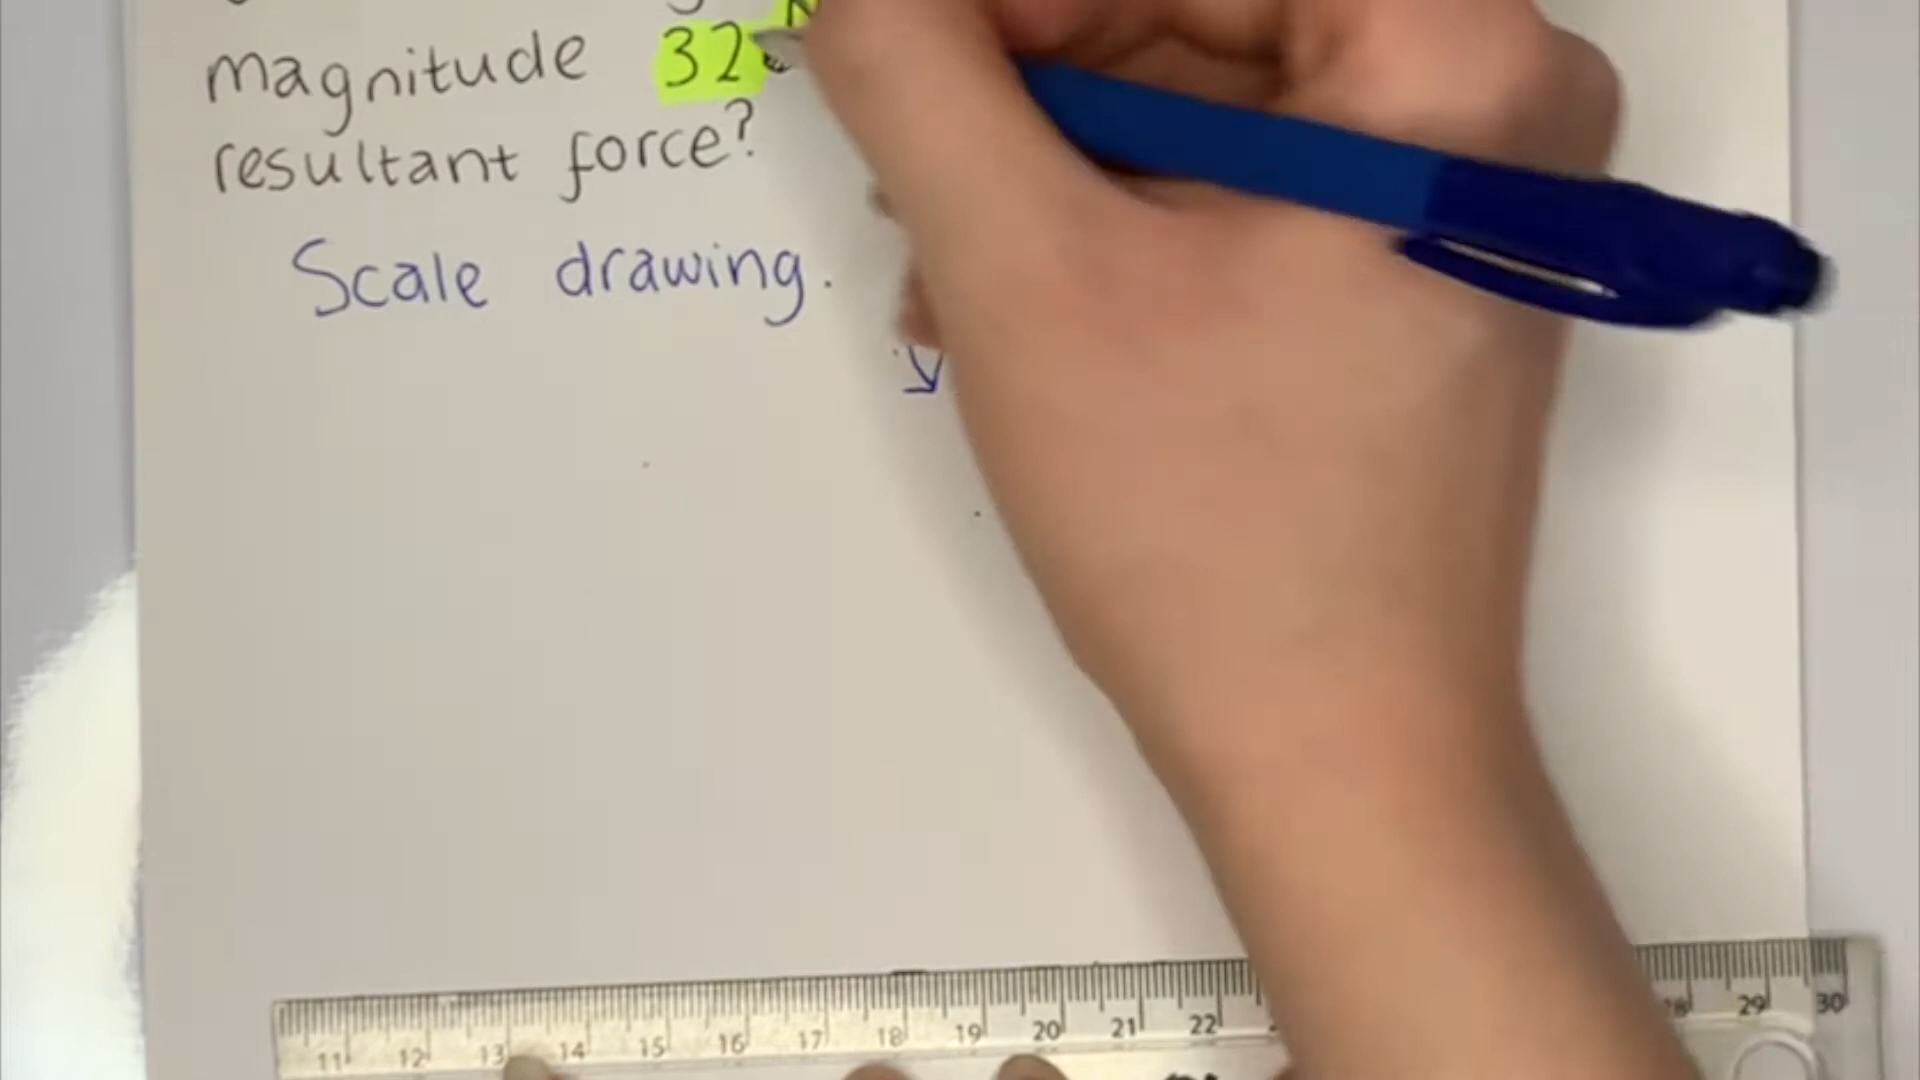 magnitude 32
resultant force?
Scale drawing.
11 12 13 14 15 16 17 18 19 20 21 22 29 30